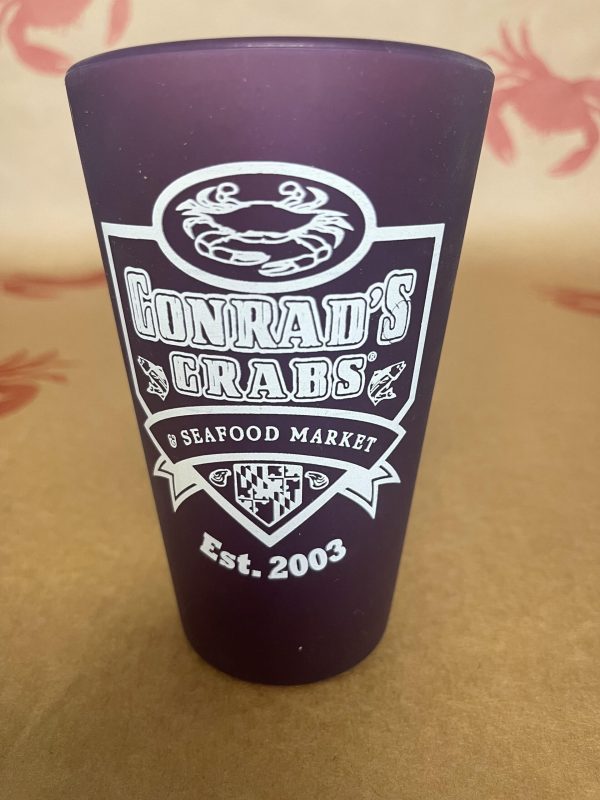 CONRAD'S
CRABS®
& SEAFOOD MARKET
Est. 2003